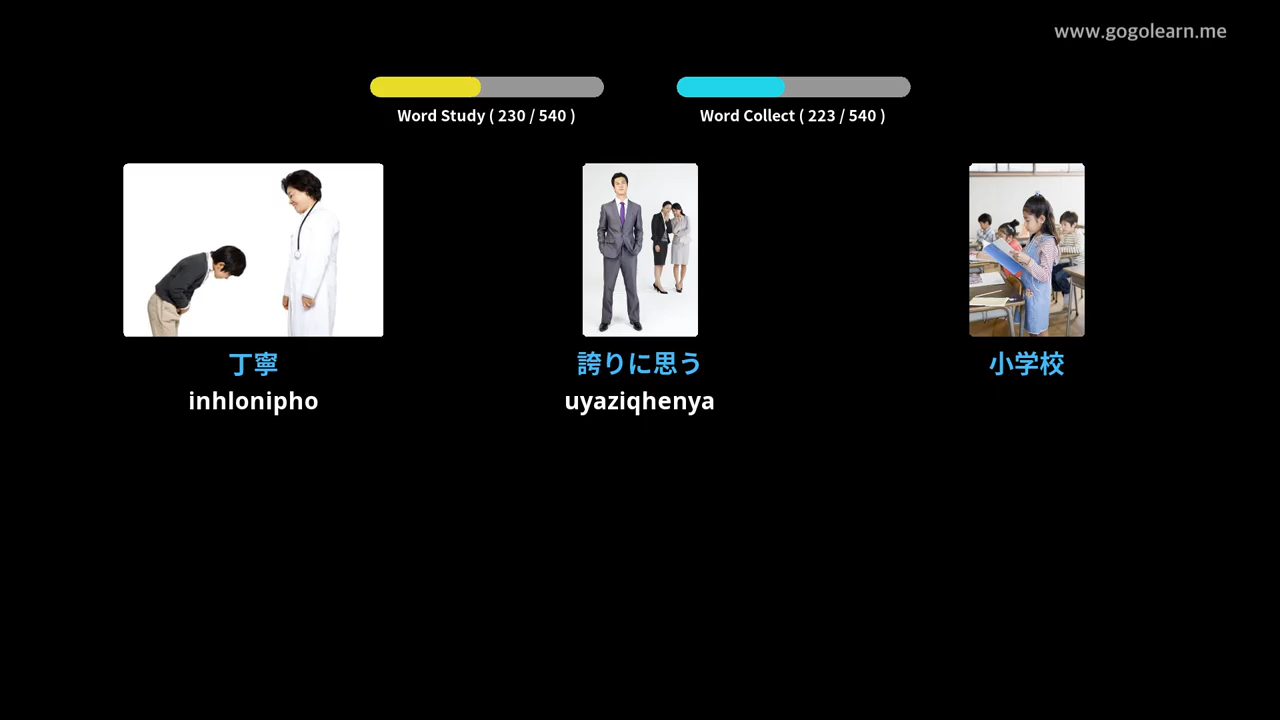 www.gogolearn.me
Word Study ( 230 / 540 )
Word Collect ( 223 / 540 )
丁寧
inhlonipho
誇りに思う
uyaziqhenya
小学校